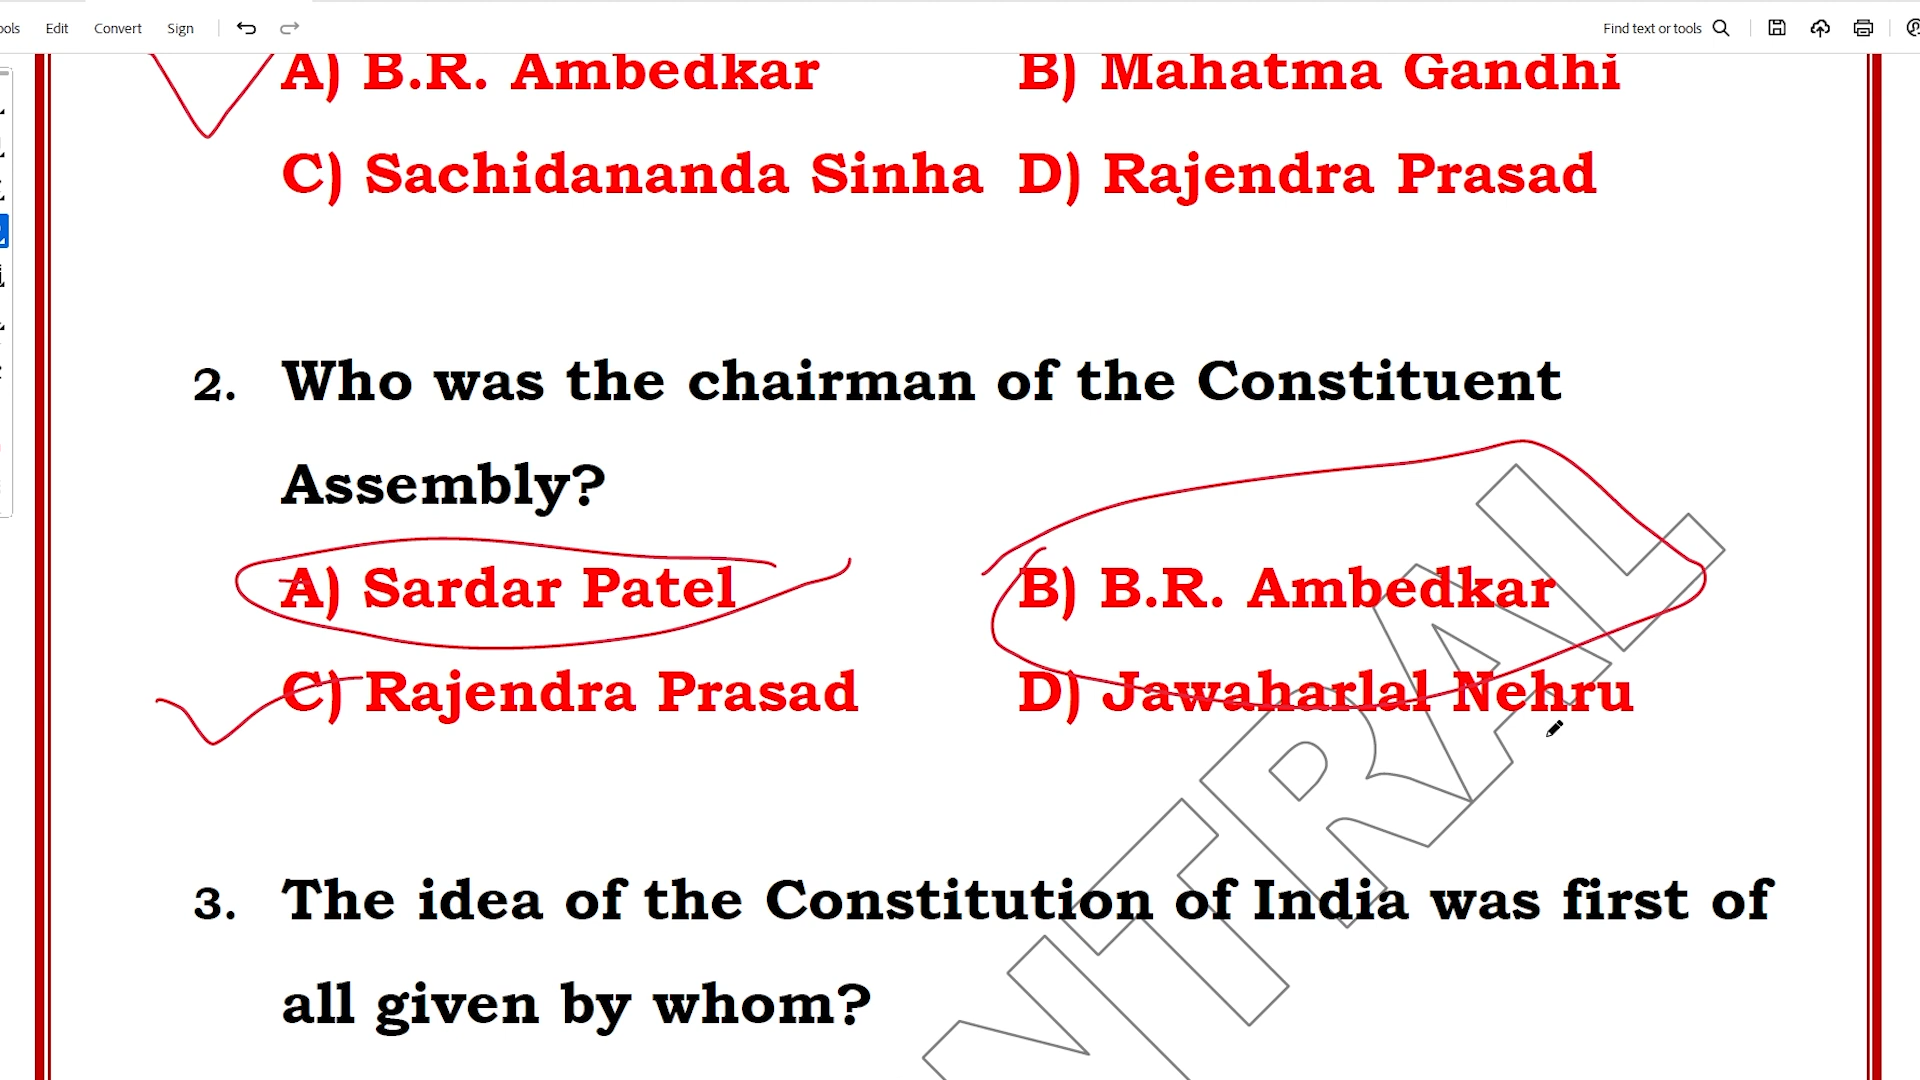 ools Edit Convert Sign Find text or tools
A) B.R. Ambedkar B) Mahatma Gandhi
C) Sachidananda Sinha D) Rajendra Prasad
2. Who was the chairman of the Constituent
Assembly?
A) Sardar Patel B) B.R. Ambedkar
C) Rajendra Prasad D) Jawaharlal Nehru
3. The idea of the Constitution of India was first of
all given by whom?
NTRAL